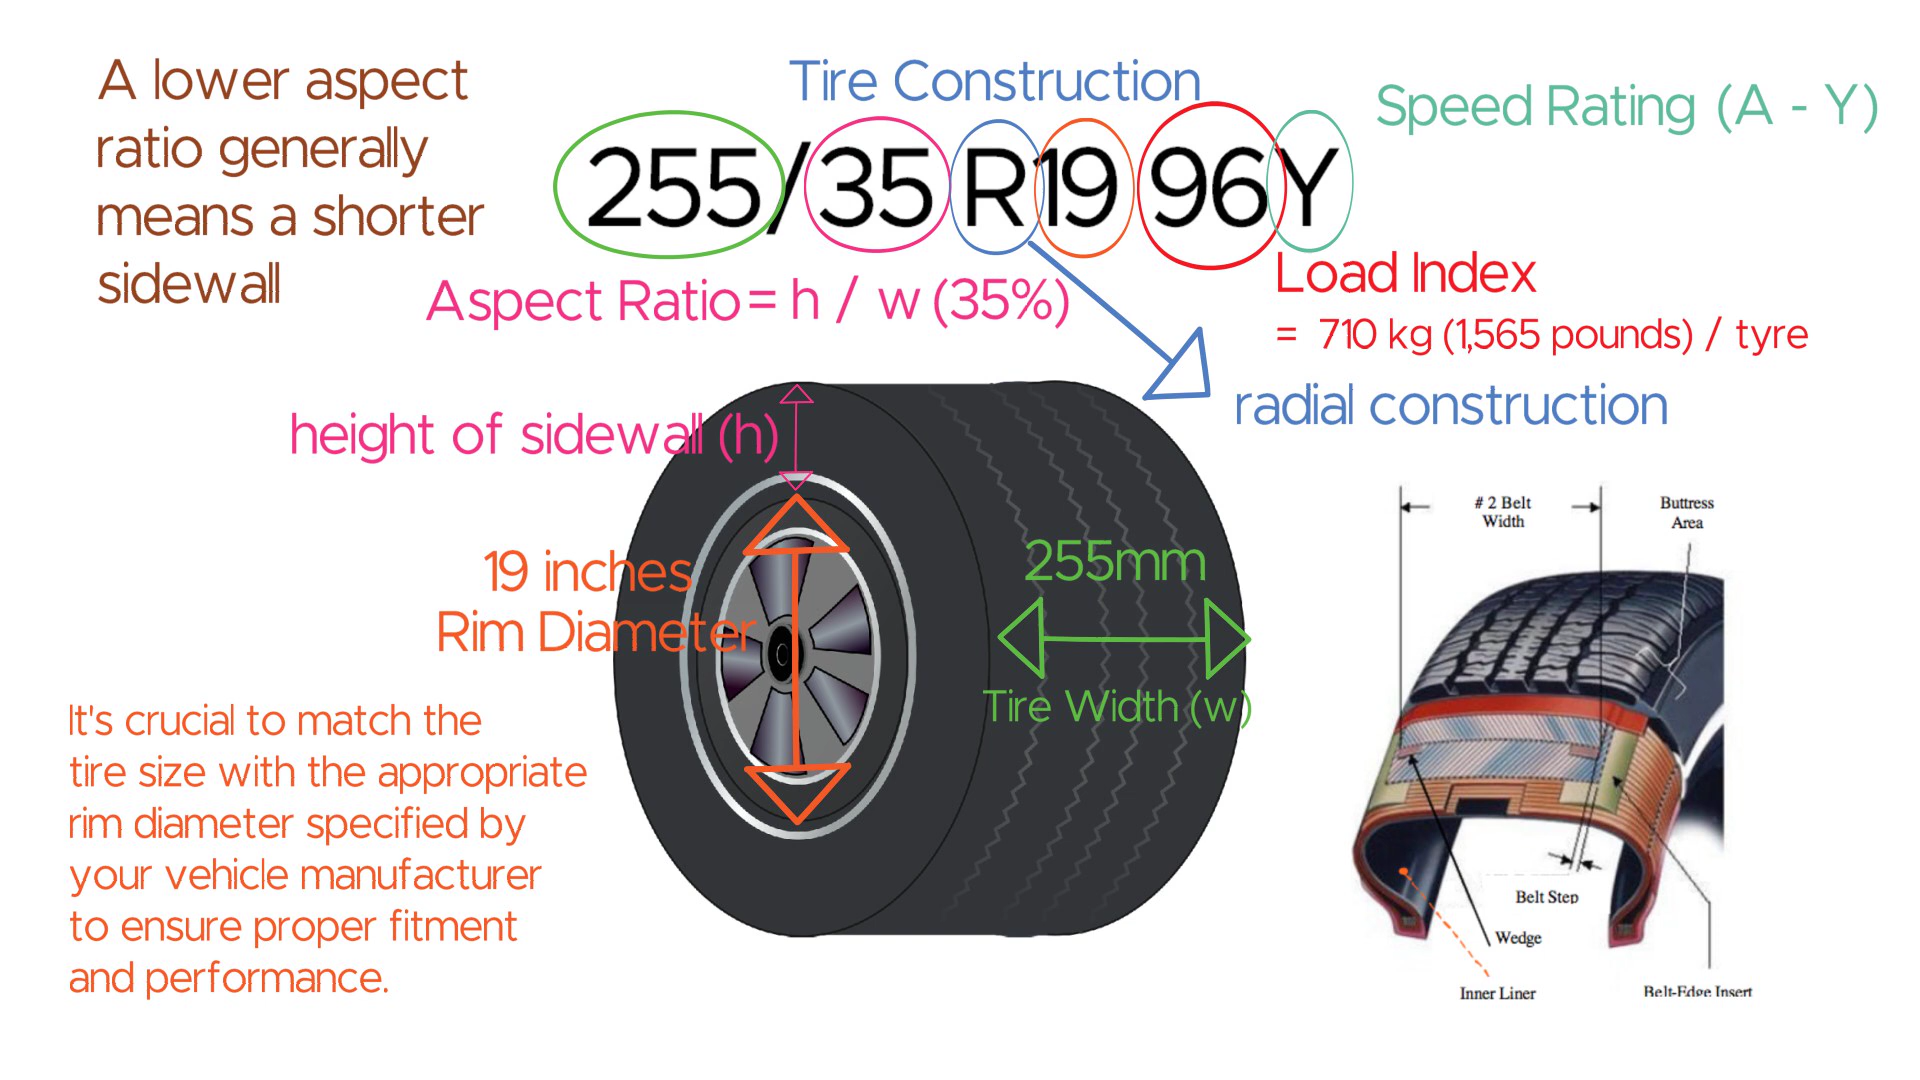 A lower aspect
ratio generally
means a shorter
sidewall
Tire Construction
Speed Rating (A - Y)
255/35 R19 96Y
Aspect Ratio = h / w (35%)
Load Index
= 710 kg (1,565 pounds) / tyre
radial construction
height of sidewall (h)
19 inches
Rim Diameter
255mm
Tire Width (w)
It's crucial to match the
tire size with the appropriate
rim diameter specified by
your vehicle manufacturer
to ensure proper fitment
and performance.
# 2 Belt
Width
Buttress
Area
Belt Step
Wedge
Inner Liner
Belt-Edge Insert